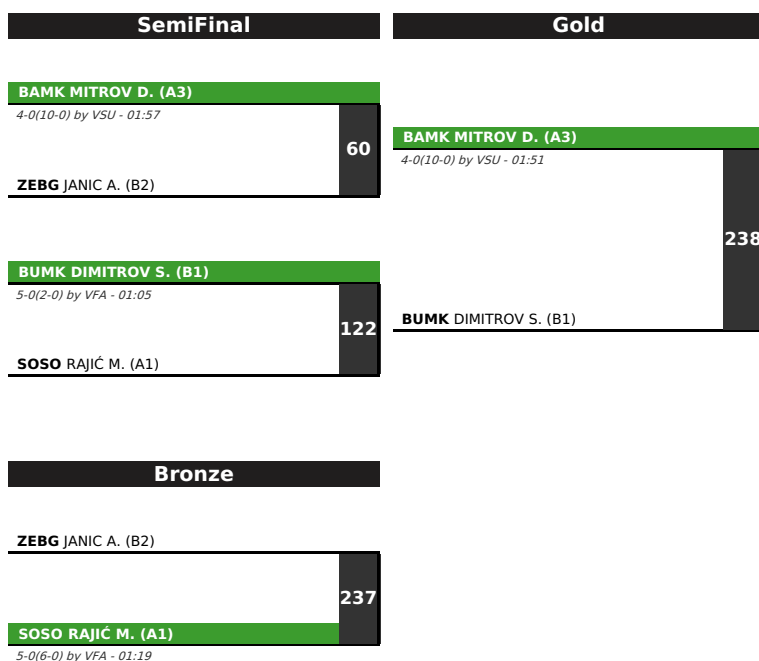 SemiFinal
BAMK MITROV D. (A3)
4-0(10-0) by VSU - 01:57
60
ZEBG JANIC A. (B2)
BUMK DIMITROV S. (B1)
5-0(2-0) by VFA - 01:05
122
SOSO RAJIĆ M. (A1)
Gold
BAMK MITROV D. (A3)
4-0(10-0) by VSU - 01:51
238
BUMK DIMITROV S. (B1)
Bronze
ZEBG JANIC A. (B2)
237
SOSO RAJIĆ M. (A1)
5-0(6-0) by VFA - 01:19